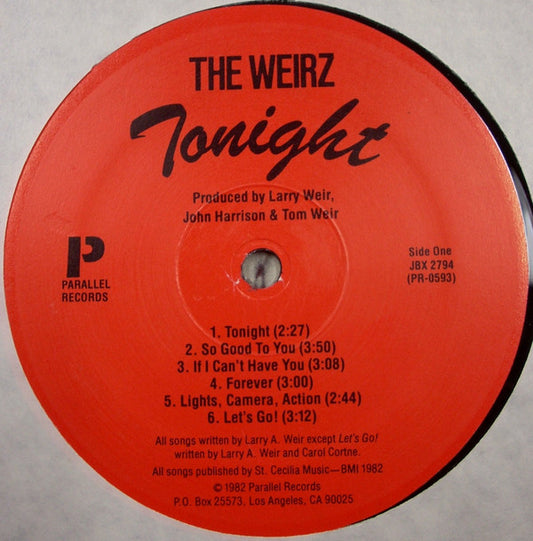 THE WEIRZ
Tonight
Produced by Larry Weir,
John Harrison & Tom Weir
P
PARALLEL
RECORDS
Side One
JBX 2794
(PR-0593)
1. Tonight (2:27)
2. So Good To You (3:50)
3. If I Can't Have You (3:08)
4. Forever (3:00)
5. Lights, Camera, Action (2:44)
6. Let's Go! (3:12)
All songs written by Larry A. Weir except Let's Go!
written by Larry A. Weir and Carol Cortne.
All songs published by St. Cecilia Music—BMI 1982
© 1982 Parallel Records
P.O. Box 25573, Los Angeles, CA 90025